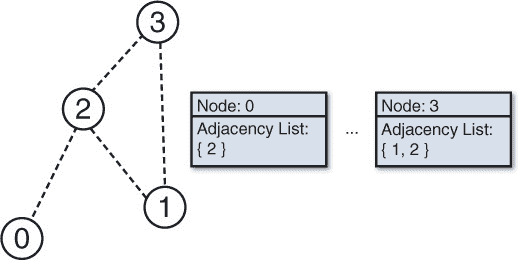 3
2
1
0
Node: 0
Adjacency List:
{ 2 }
...
Node: 3
Adjacency List:
{ 1, 2 }